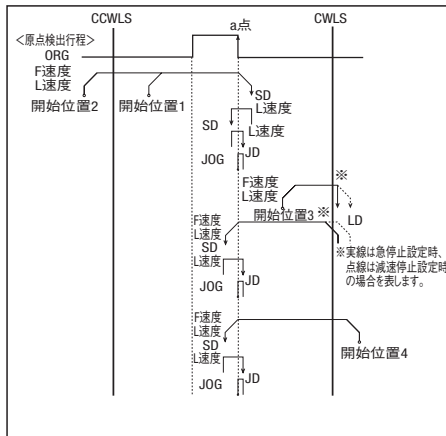 CCWLS
CWLS
a点
<原点検出行程>
ORG
F速度
L速度
開始位置2
開始位置1
SD
L速度
SD
L速度
JOG
JD
※
F速度
L速度
開始位置3
※
LD
F速度
L速度
SD
L速度
JD
JOG
※実線は急停止設定時、
点線は減速停止設定時
の場合を表します。
F速度
L速度
SD
L速度
開始位置4
JOG
JD